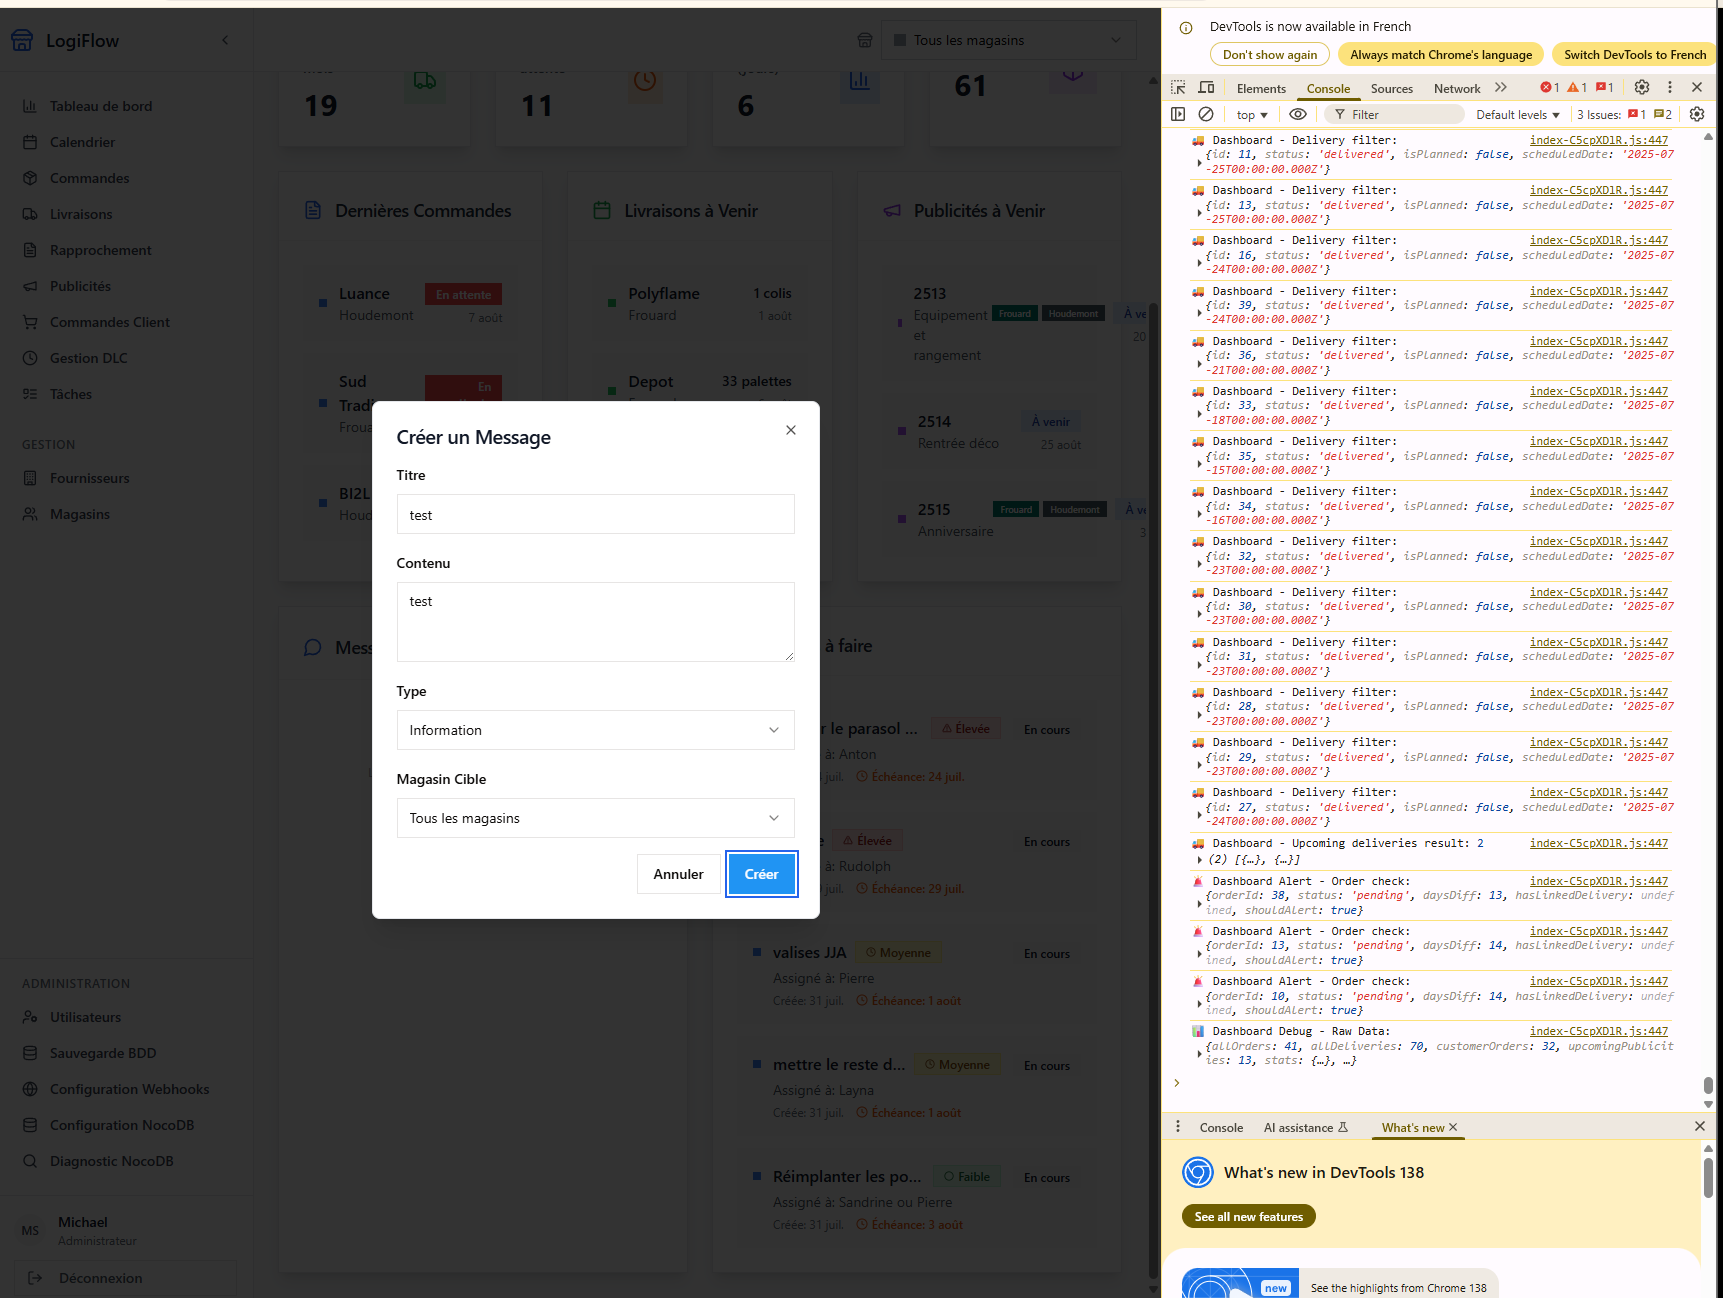 LogiFlow
Tous les magasins
Tableau de bord
Calendrier
Commandes
Livraisons
Rapprochement
Publicités
Commandes Client
Gestion DLC
Tâches
GESTION
Fournisseurs
Magasins
ADMINISTRATION
Utilisateurs
Sauvegarde BDD
Configuration Webhooks
Configuration NocoDB
Diagnostic NocoDB
MS
Michael
Administrateur
Déconnexion
19
11
6
61
Dernières Commandes
Luance
En attente
Houdemont
7 août
Sud
En
Tradi
Froua
BI2L
Houd
Livraisons à Venir
Polyflame
1 colis
Frouard
1 août
Depot
33 palettes
Publicités à Venir
2513
Equipement
et
rangement
Frouard
Houdemont
À ve
20
2514
À venir
Rentrée déco
25 août
2515
Frouard
Houdemont
À ve
Anniversaire
3
Mess
à faire
r le parasol ...
Élevée
En cours
à: Anton
juil.
Échéance: 24 juil.
e
Élevée
En cours
à: Rudolph
juil.
Échéance: 29 juil.
valises JJA
Moyenne
En cours
Assigné à: Pierre
Créée: 31 juil.
Échéance: 1 août
mettre le reste d...
Moyenne
En cours
Assigné à: Layna
Créée: 31 juil.
Échéance: 1 août
Réimplanter les po...
Faible
En cours
Assigné à: Sandrine ou Pierre
Créée: 31 juil.
Échéance: 3 août
Créer un Message
Titre
test
Contenu
test
Type
Information
Magasin Cible
Tous les magasins
Annuler
Créer
DevTools is now available in French
Don't show again
Always match Chrome's language
Switch DevTools to French
Elements
Console
Sources
Network
1
1
1
top
Filter
Default levels
3 Issues:
1
2
Dashboard - Delivery filter: index-C5cpXD1R.js:447
{id: 11, status: 'delivered', isPlanned: false, scheduledDate: '2025-07
-25T00:00:00.000Z'}
Dashboard - Delivery filter: index-C5cpXD1R.js:447
{id: 13, status: 'delivered', isPlanned: false, scheduledDate: '2025-07
-25T00:00:00.000Z'}
Dashboard - Delivery filter: index-C5cpXD1R.js:447
{id: 16, status: 'delivered', isPlanned: false, scheduledDate: '2025-07
-24T00:00:00.000Z'}
Dashboard - Delivery filter: index-C5cpXD1R.js:447
{id: 39, status: 'delivered', isPlanned: false, scheduledDate: '2025-07
-24T00:00:00.000Z'}
Dashboard - Delivery filter: index-C5cpXD1R.js:447
{id: 36, status: 'delivered', isPlanned: false, scheduledDate: '2025-07
-21T00:00:00.000Z'}
Dashboard - Delivery filter: index-C5cpXD1R.js:447
{id: 33, status: 'delivered', isPlanned: false, scheduledDate: '2025-07
-18T00:00:00.000Z'}
Dashboard - Delivery filter: index-C5cpXD1R.js:447
{id: 35, status: 'delivered', isPlanned: false, scheduledDate: '2025-07
-15T00:00:00.000Z'}
Dashboard - Delivery filter: index-C5cpXD1R.js:447
{id: 34, status: 'delivered', isPlanned: false, scheduledDate: '2025-07
-16T00:00:00.000Z'}
Dashboard - Delivery filter: index-C5cpXD1R.js:447
{id: 32, status: 'delivered', isPlanned: false, scheduledDate: '2025-07
-23T00:00:00.000Z'}
Dashboard - Delivery filter: index-C5cpXD1R.js:447
{id: 30, status: 'delivered', isPlanned: false, scheduledDate: '2025-07
-23T00:00:00.000Z'}
Dashboard - Delivery filter: index-C5cpXD1R.js:447
{id: 31, status: 'delivered', isPlanned: false, scheduledDate: '2025-07
-23T00:00:00.000Z'}
Dashboard - Delivery filter: index-C5cpXD1R.js:447
{id: 28, status: 'delivered', isPlanned: false, scheduledDate: '2025-07
-23T00:00:00.000Z'}
Dashboard - Delivery filter: index-C5cpXD1R.js:447
{id: 29, status: 'delivered', isPlanned: false, scheduledDate: '2025-07
-23T00:00:00.000Z'}
Dashboard - Delivery filter: index-C5cpXD1R.js:447
{id: 27, status: 'delivered', isPlanned: false, scheduledDate: '2025-07
-24T00:00:00.000Z'}
Dashboard - Upcoming deliveries result: 2 index-C5cpXD1R.js:447
(2) [{…}, {…}]
Dashboard Alert - Order check: index-C5cpXD1R.js:447
{orderId: 38, status: 'pending', daysDiff: 13, hasLinkedDelivery: undef
ined, shouldAlert: true}
Dashboard Alert - Order check: index-C5cpXD1R.js:447
{orderId: 13, status: 'pending', daysDiff: 14, hasLinkedDelivery: undef
ined, shouldAlert: true}
Dashboard Alert - Order check: index-C5cpXD1R.js:447
{orderId: 10, status: 'pending', daysDiff: 14, hasLinkedDelivery: undef
ined, shouldAlert: true}
Dashboard Debug - Raw Data: index-C5cpXD1R.js:447
{allOrders: 41, allDeliveries: 70, customerOrders: 32, upcomingPublicit
ies: 13, stats: {…}, …}
Console
AI assistance
What's new
What's new in DevTools 138
See all new features
new
See the highlights from Chrome 138